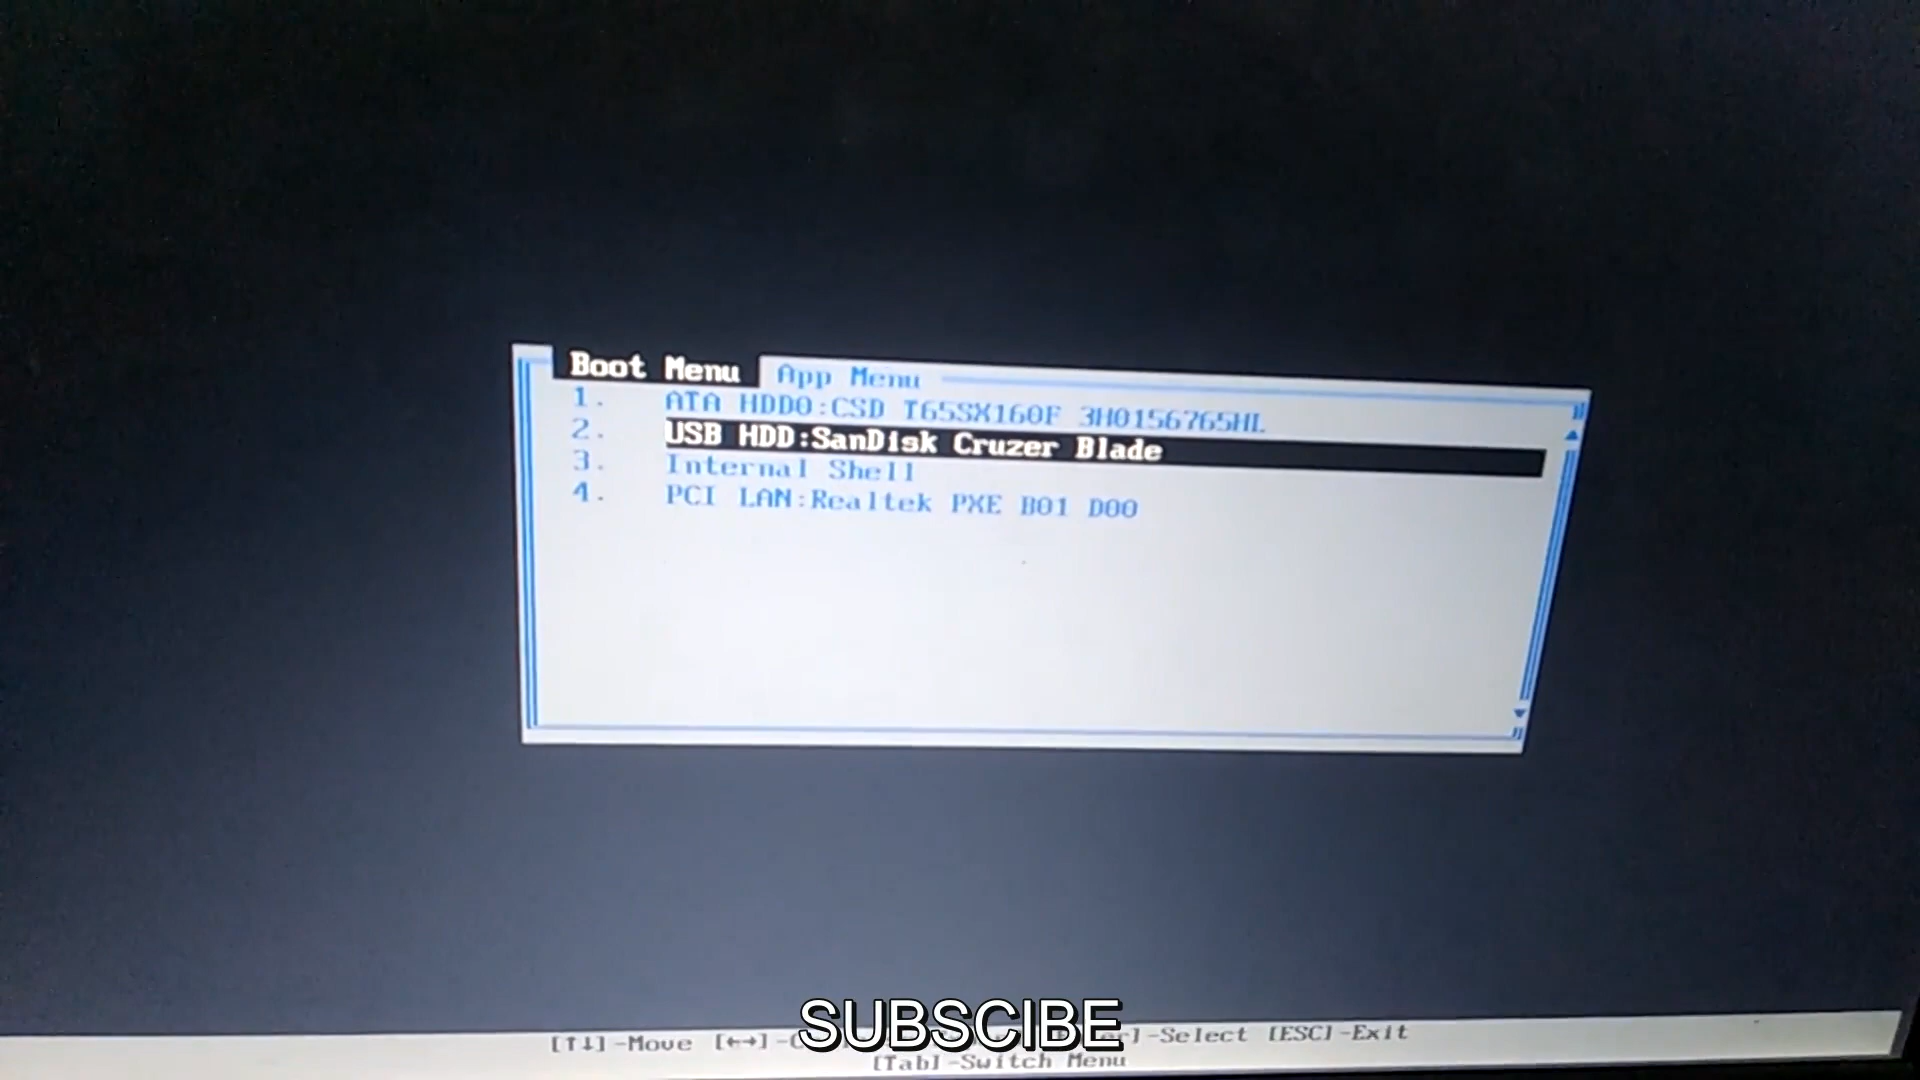 Boot Menu App Menu
1. ATA HDD0:CSD T65SX160F 3H0156765HL
2. USB HDD:SanDisk Cruzer Blade
3. Internal Shell
4. PCI LAN:Realtek PXE B01 D00
SUBSCIBE
[↑↓]-Move [←→]- -Select [ESC]-Exit
[Tab]-Switch Menu